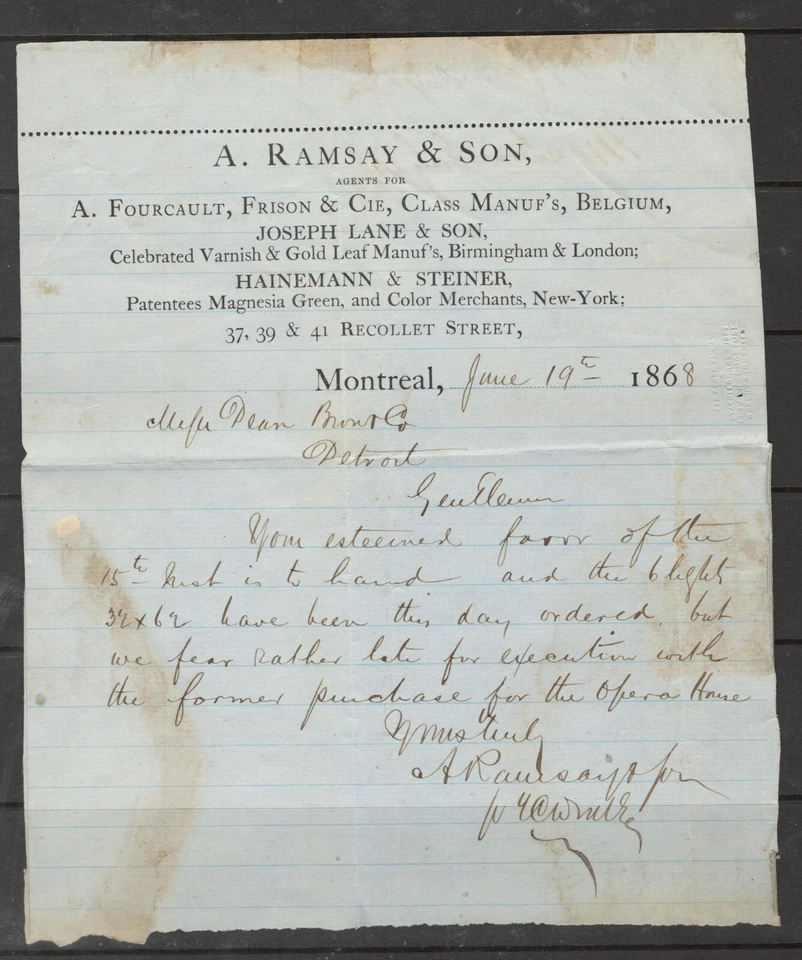 A. RAMSAY & SON,
AGENTS FOR
A. FOURCAULT, FRISON & CIE, CLASS MANUF'S, BELGIUM,
JOSEPH LANE & SON,
Celebrated Varnish & Gold Leaf Manuf's, Birmingham & London;
HAINEMANN & STEINER,
Patentees Magnesia Green, and Color Merchants, New-York;
37, 39 & 41 RECOLLET STREET,
Montreal, June 19th 1868
Messrs Dean & Co
Detroit
Gentlemen
Your esteemed favor of the
15th Inst is to hand and the 6 lights
32 x 62 have been this day ordered, but
we fear rather late for execution with
the former purchase for the Opera House
Yours truly
A Ramsay & Son